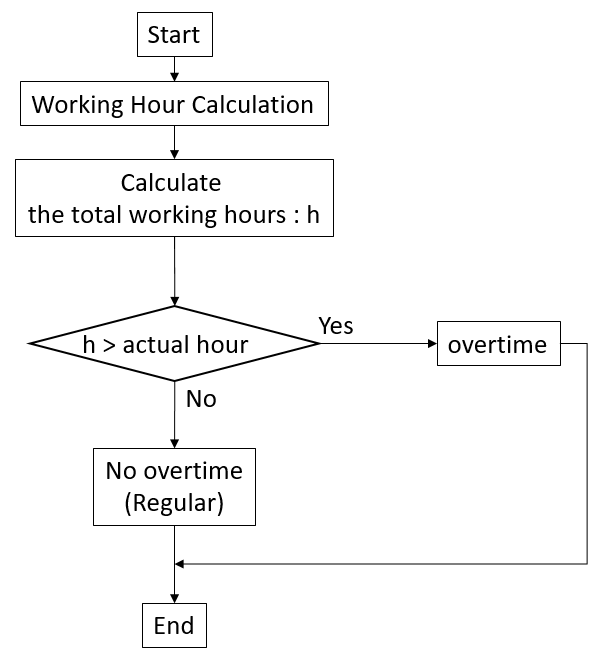 Start
Working Hour Calculation
Calculate
the total working hours : h
h > actual hour
Yes
overtime
No
No overtime
(Regular)
End